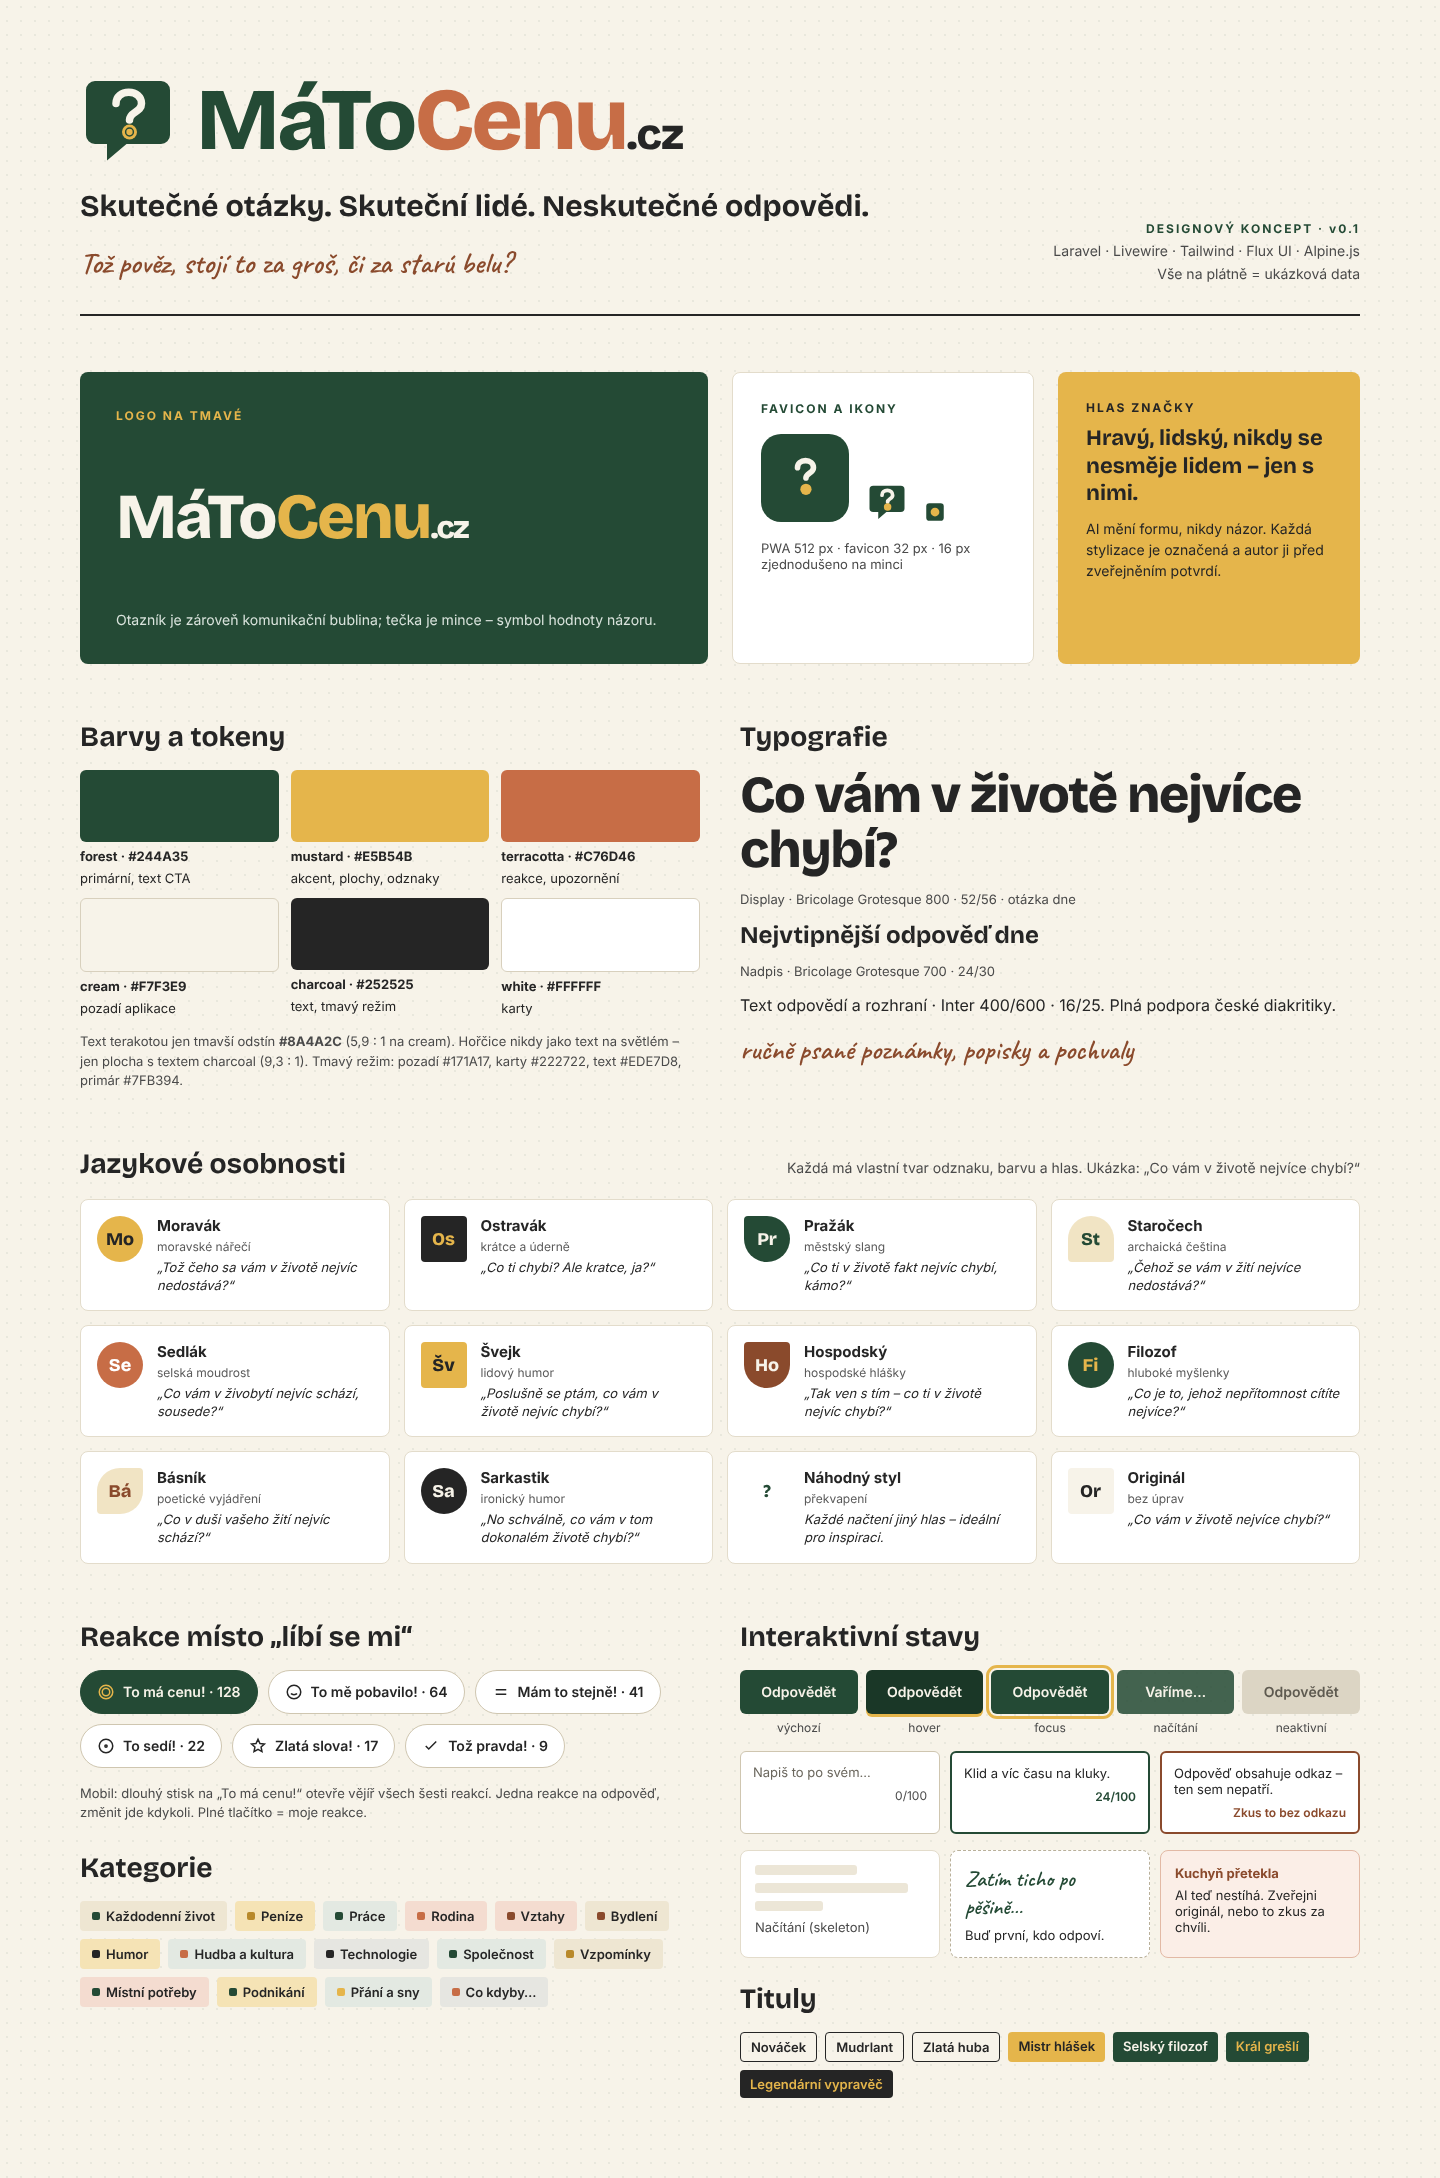 ?
MáToCenu.cz
Skutečné otázky. Skuteční lidé. Neskutečné odpovědi.
Tož pověz, stojí to za groš, či za starú belu?
DESIGNOVÝ KONCEPT · v0.1
Laravel · Livewire · Tailwind · Flux UI · Alpine.js
Vše na plátně = ukázková data
LOGO NA TMAVÉ
MáToCenu.cz
Otazník je zároveň komunikační bublina; tečka je mince – symbol hodnoty názoru.
FAVICON A IKONY
?
?
PWA 512 px · favicon 32 px · 16 px
zjednodušeno na minci
HLAS ZNAČKY
Hravý, lidský, nikdy se
nesměje lidem – jen s
nimi.
AI mění formu, nikdy názor. Každá
stylizace je označená a autor ji před
zveřejněním potvrdí.
Barvy a tokeny
forest · #244A35
primární, text CTA
mustard · #E5B54B
akcent, plochy, odznaky
terracotta · #C76D46
reakce, upozornění
cream · #F7F3E9
pozadí aplikace
charcoal · #252525
text, tmavý režim
white · #FFFFFF
karty
Text terakotou jen tmavší odstín #8A4A2C (5,9 : 1 na cream). Hořčice nikdy jako text na světlém –
jen plocha s textem charcoal (9,3 : 1). Tmavý režim: pozadí #171A17, karty #222722, text #EDE7D8,
primár #7FB394.
Typografie
Co vám v životě nejvíce
chybí?
Display · Bricolage Grotesque 800 · 52/56 · otázka dne
Nejvtipnější odpověď dne
Nadpis · Bricolage Grotesque 700 · 24/30
Text odpovědí a rozhraní · Inter 400/600 · 16/25. Plná podpora české diakritiky.
ručně psané poznámky, popisky a pochvaly
Jazykové osobnosti
Každá má vlastní tvar odznaku, barvu a hlas. Ukázka: „Co vám v životě nejvíce chybí?“
Mo
Moravák
moravské nářečí
„Tož čeho sa vám v životě nejvíc
nedostává?“
Os
Ostravák
krátce a úderně
„Co ti chybi? Ale kratce, ja?“
Pr
Pražák
městský slang
„Co ti v životě fakt nejvíc chybí,
kámo?“
St
Staročech
archaická čeština
„Čehož se vám v žití nejvíce
nedostává?“
Se
Sedlák
selská moudrost
„Co vám v živobytí nejvíc schází,
sousede?“
Šv
Švejk
lidový humor
„Poslušně se ptám, co vám v
životě nejvíc chybí?“
Ho
Hospodský
hospodské hlášky
„Tak ven s tím – co ti v životě
nejvíc chybí?“
Fi
Filozof
hluboké myšlenky
„Co je to, jehož nepřítomnost cítíte
nejvíce?“
Bá
Básník
poetické vyjádření
„Co v duši vašeho žití nejvíc
schází?“
Sa
Sarkastik
ironický humor
„No schválně, co vám v tom
dokonalém životě chybí?“
?
Náhodný styl
překvapení
Každé načtení jiný hlas – ideální
pro inspiraci.
Or
Originál
bez úprav
„Co vám v životě nejvíce chybí?“
Reakce místo „líbí se mi“
To má cenu! · 128
To mě pobavilo! · 64
Mám to stejně! · 41
To sedí! · 22
Zlatá slova! · 17
Tož pravda! · 9
Mobil: dlouhý stisk na „To má cenu!“ otevře vějíř všech šesti reakcí. Jedna reakce na odpověď,
změnit jde kdykoli. Plné tlačítko = moje reakce.
Kategorie
Každodenní život
Peníze
Práce
Rodina
Vztahy
Bydlení
Humor
Hudba a kultura
Technologie
Společnost
Vzpomínky
Místní potřeby
Podnikání
Přání a sny
Co kdyby…
Interaktivní stavy
Odpovědět
Odpovědět
Odpovědět
Vaříme…
Odpovědět
výchozí
hover
focus
načítání
neaktivní
Napiš to po svém…
0/100
Klid a víc času na kluky.
24/100
Odpověď obsahuje odkaz –
ten sem nepatří.
Zkus to bez odkazu
Načítání (skeleton)
Zatím ticho po
pěšině…
Buď první, kdo odpoví.
Kuchyň přetekla
AI teď nestíhá. Zveřejni
originál, nebo to zkus za
chvíli.
Tituly
Nováček
Mudrlant
Zlatá huba
Mistr hlášek
Selský filozof
Král grešlí
Legendární vypravěč